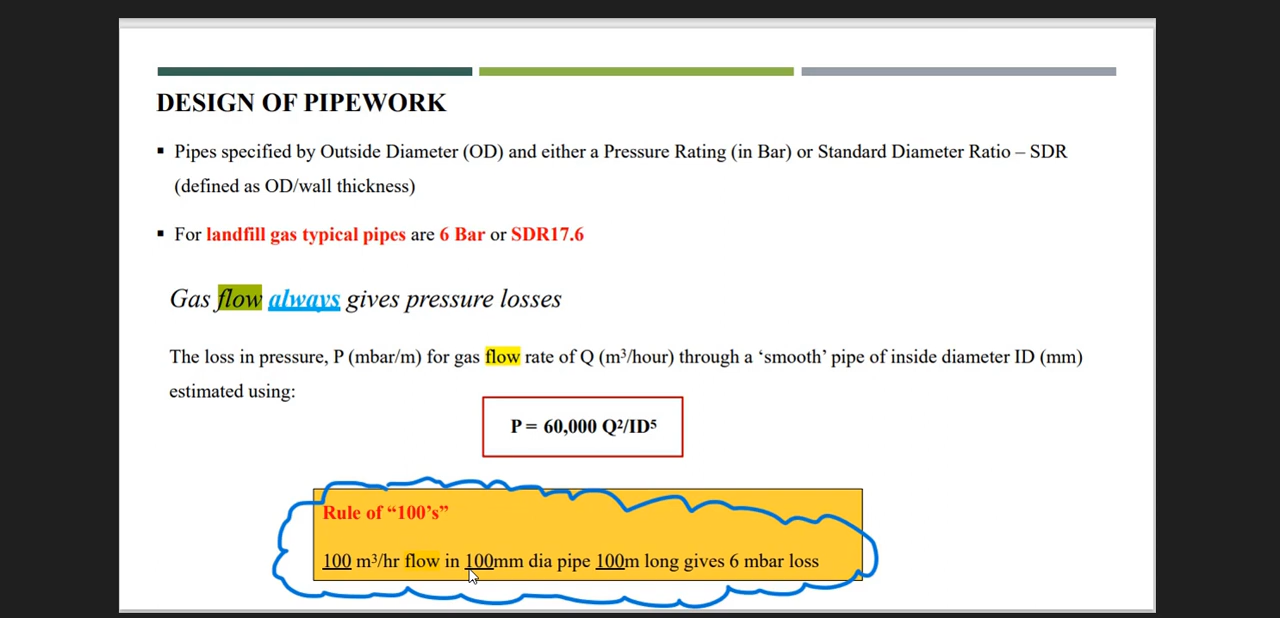 DESIGN OF PIPEWORK
▪ Pipes specified by Outside Diameter (OD) and either a Pressure Rating (in Bar) or Standard Diameter Ratio – SDR
(defined as OD/wall thickness)
▪ For landfill gas typical pipes are 6 Bar or SDR17.6
Gas flow always gives pressure losses
The loss in pressure, P (mbar/m) for gas flow rate of Q (m³/hour) through a ‘smooth’ pipe of inside diameter ID (mm)
estimated using:
P = 60,000 Q²/ID⁵
Rule of “100’s”
100 m³/hr flow in 100mm dia pipe 100m long gives 6 mbar loss